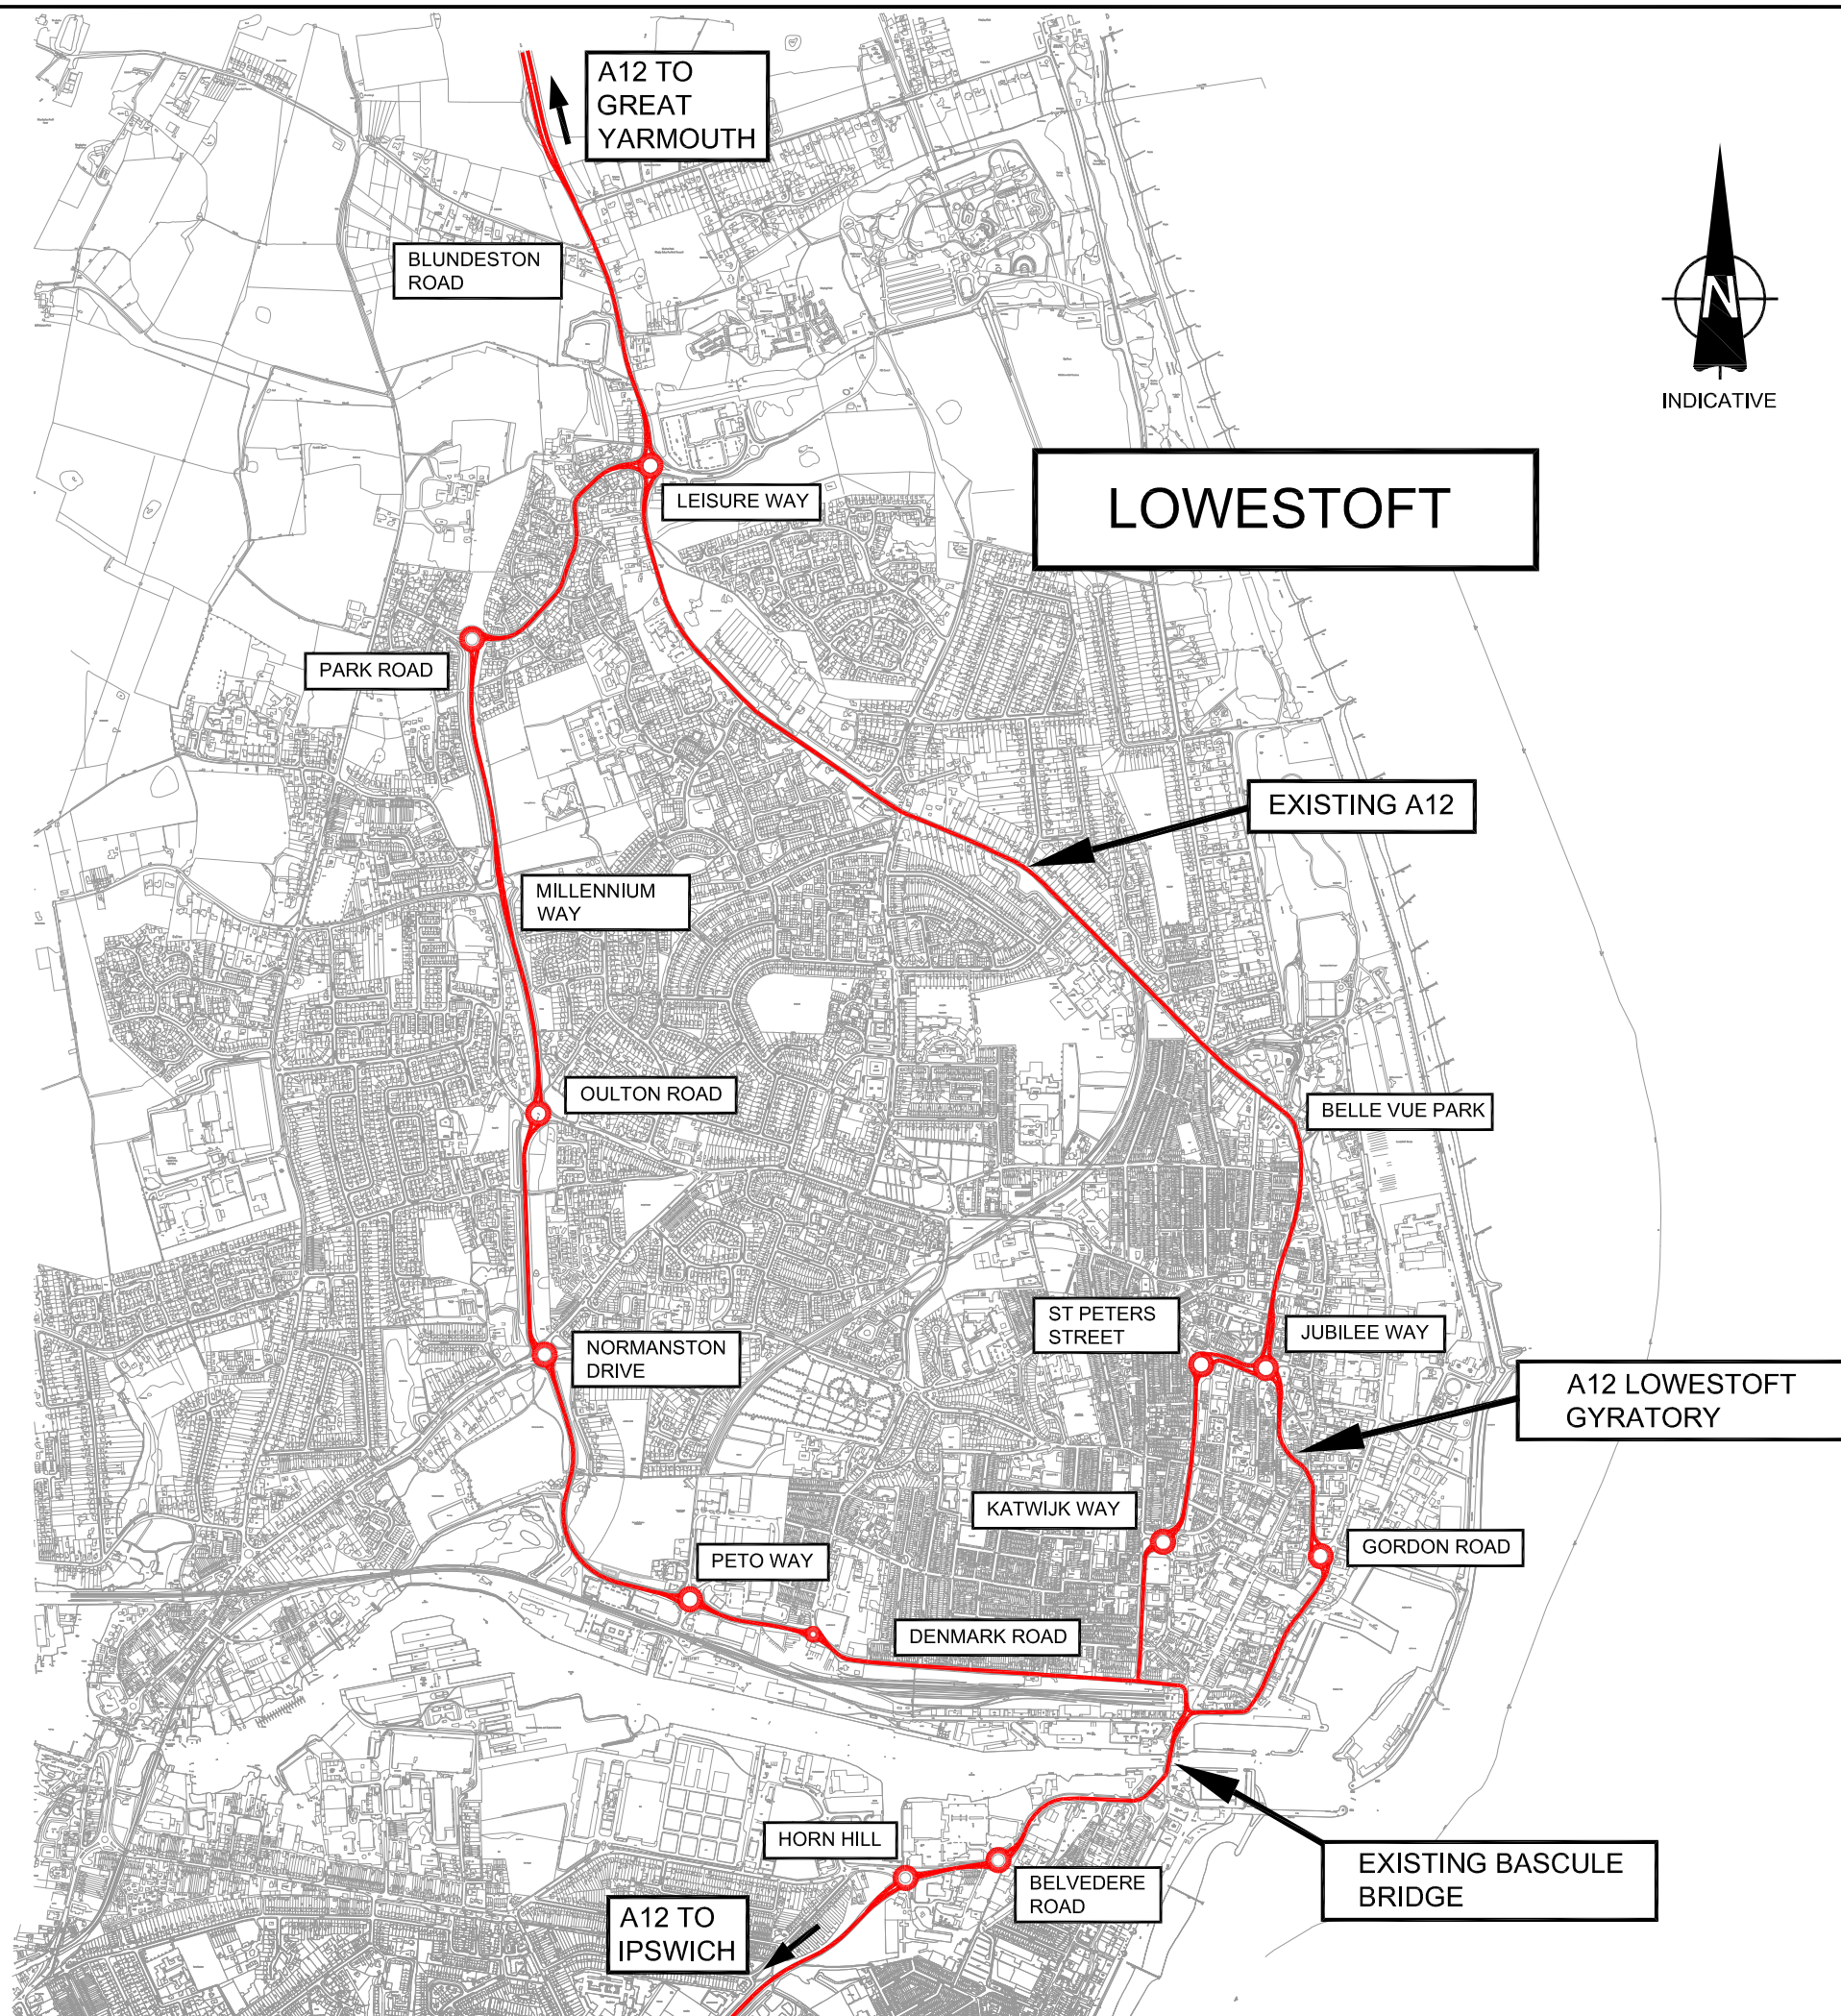 A12 TO
GREAT
YARMOUTH
BLUNDESTON
ROAD
N
INDICATIVE
LEISURE WAY
LOWESTOFT
PARK ROAD
EXISTING A12
MILLENNIUM
WAY
OULTON ROAD
BELLE VUE PARK
ST PETERS
STREET
JUBILEE WAY
NORMANSTON
DRIVE
A12 LOWESTOFT
GYRATORY
KATWIJK WAY
GORDON ROAD
PETO WAY
DENMARK ROAD
HORN HILL
EXISTING BASCULE
BRIDGE
BELVEDERE
ROAD
A12 TO
IPSWICH